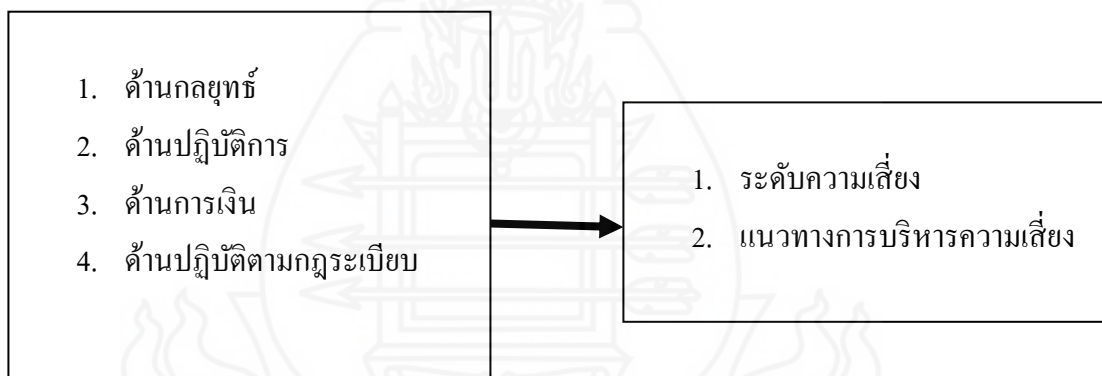 1. ด้านกลยุทธ์
2. ด้านปฏิบัติการ
3. ด้านการเงิน
4. ด้านปฏิบัติตามกฎระเบียบ
1. ระดับความเสี่ยง
2. แนวทางการบริหารความเสี่ยง